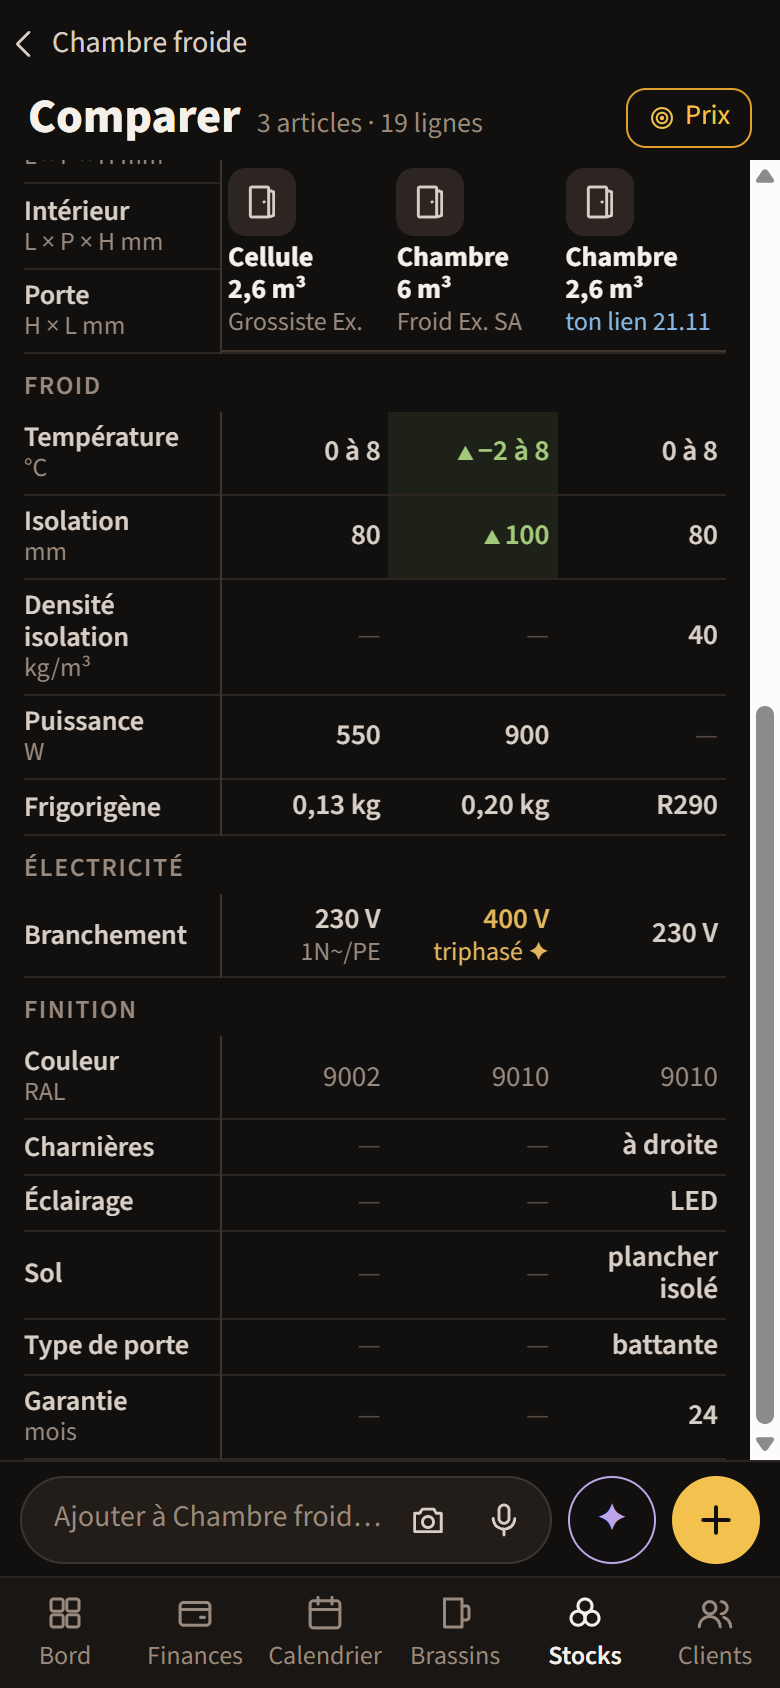 Chambre froide
Comparer 3 articles · 19 lignes
Prix
Intérieur
L × P × H mm
Porte
H × L mm
Cellule
2,6 m³
Grossiste Ex.
Chambre
6 m³
Froid Ex. SA
Chambre
2,6 m³
ton lien 21.11
FROID
Température
°C
0 à 8
▲−2 à 8
0 à 8
Isolation
mm
80
▲100
80
Densité
isolation
kg/m³
—
—
40
Puissance
W
550
900
—
Frigorigène
0,13 kg
0,20 kg
R290
ÉLECTRICITÉ
Branchement
230 V
1N~/PE
400 V
triphasé ✦
230 V
FINITION
Couleur
RAL
9002
9010
9010
Charnières
—
—
à droite
Éclairage
—
—
LED
Sol
—
—
plancher
isolé
Type de porte
—
—
battante
Garantie
mois
—
—
24
Ajouter à Chambre froid…
Bord
Finances
Calendrier
Brassins
Stocks
Clients